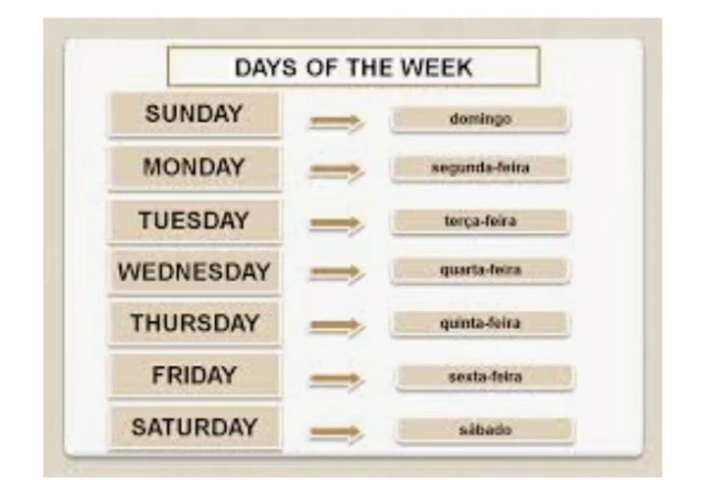 DAYS OF THE WEEK
SUNDAY domingo
MONDAY segunda-feira
TUESDAY terça-feira
WEDNESDAY quarta-feira
THURSDAY quinta-feira
FRIDAY sexta-feira
SATURDAY sábado